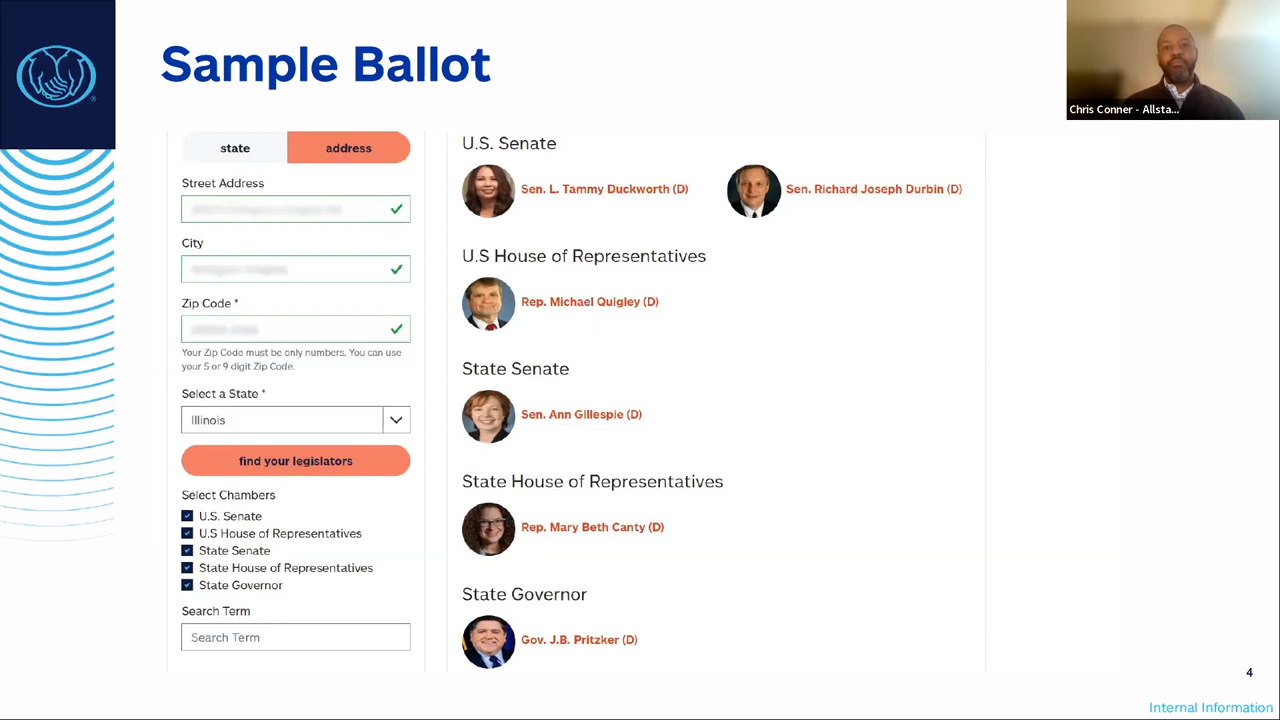 Sample Ballot
Chris Conner - Allsta...
state
address
Street Address
City
Zip Code *
Your Zip Code must be only numbers. You can use
your 5 or 9 digit Zip Code.
Select a State *
Illinois
find your legislators
Select Chambers
U.S. Senate
U.S House of Representatives
State Senate
State House of Representatives
State Governor
Search Term
Search Term
U.S. Senate
Sen. L. Tammy Duckworth (D)
Sen. Richard Joseph Durbin (D)
U.S House of Representatives
Rep. Michael Quigley (D)
State Senate
Sen. Ann Gillespie (D)
State House of Representatives
Rep. Mary Beth Canty (D)
State Governor
Gov. J.B. Pritzker (D)
4
Internal Information